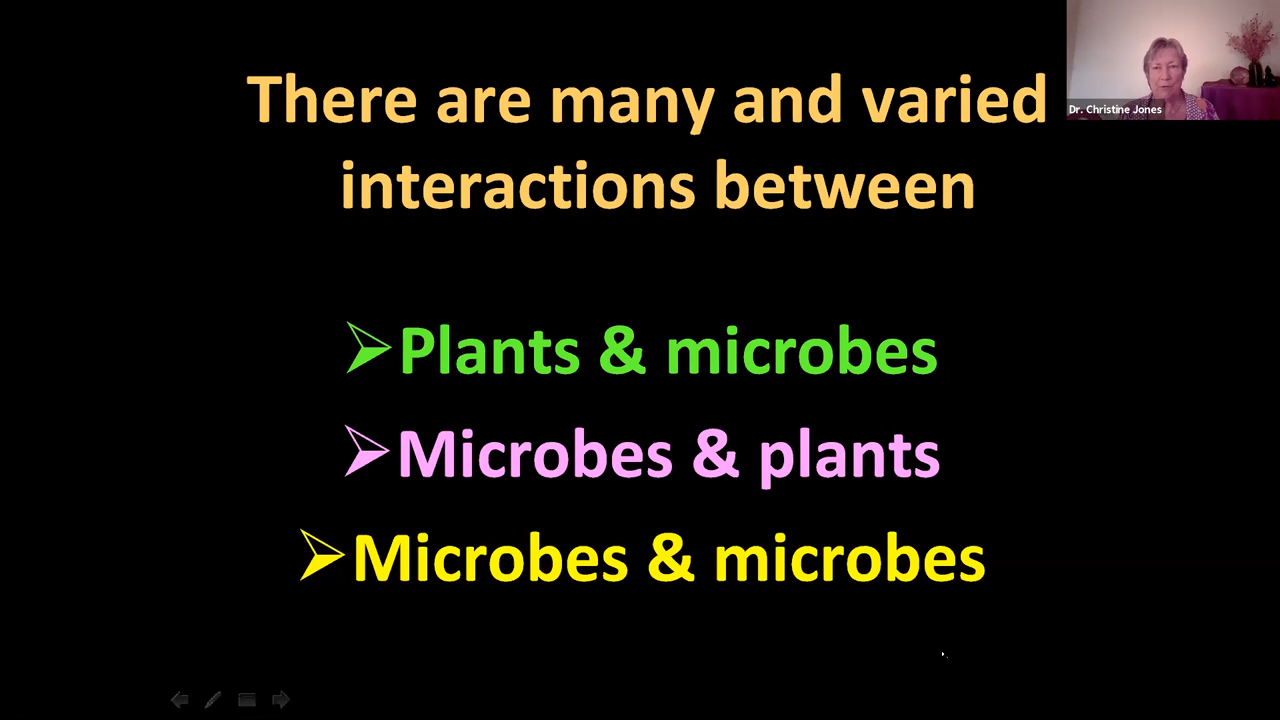 There are many and varied
interactions between
Dr. Christine Jones
➢Plants & microbes
➢Microbes & plants
➢Microbes & microbes